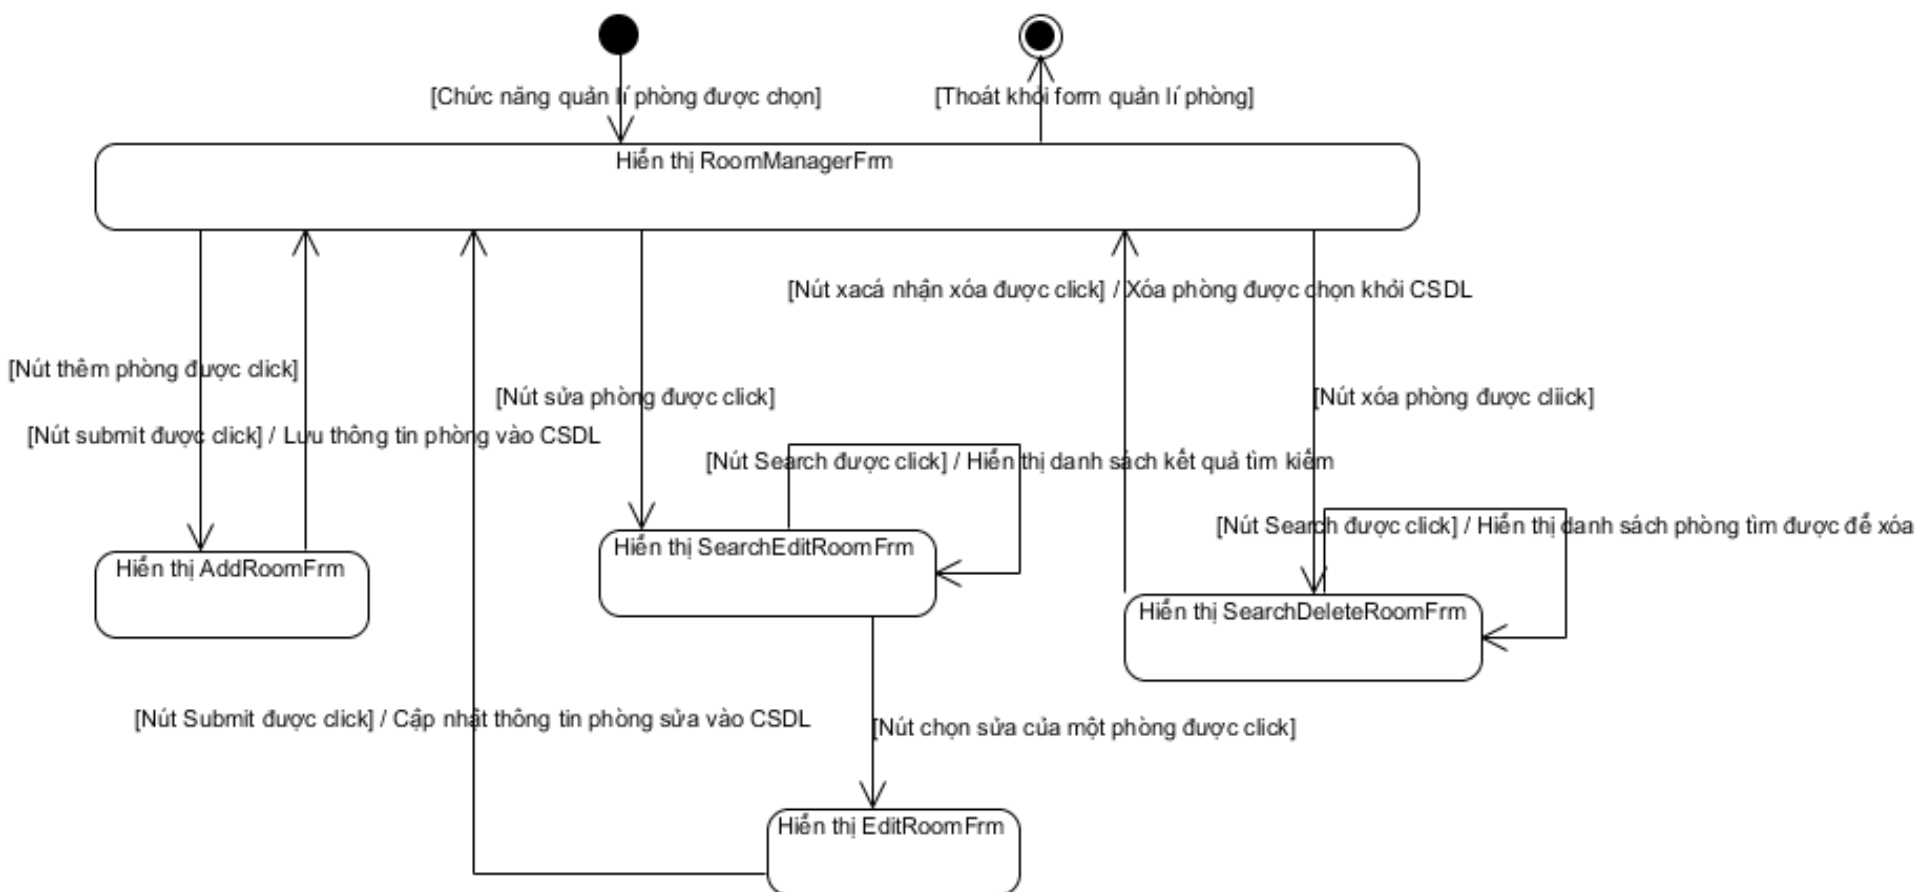 [Chức năng quản lí phòng được chọn]
[Thoát khỏi form quản lí phòng]
Hiển thị RoomManagerFrm
[Nút xacá nhận xóa được click] / Xóa phòng được chọn khỏi CSDL
[Nút thêm phòng được click]
[Nút sửa phòng được click]
[Nút xóa phòng được cliick]
[Nút submit được click] / Lưu thông tin phòng vào CSDL
[Nút Search được click] / Hiển thị danh sách kết quả tìm kiếm
[Nút Search được click] / Hiển thị danh sách phòng tìm được để xóa
Hiển thị SearchEditRoomFrm
Hiển thị AddRoomFrm
Hiển thị SearchDeleteRoomFrm
[Nút Submit được click] / Cập nhật thông tin phòng sửa vào CSDL
[Nút chọn sửa của một phòng được click]
Hiển thị EditRoomFrm